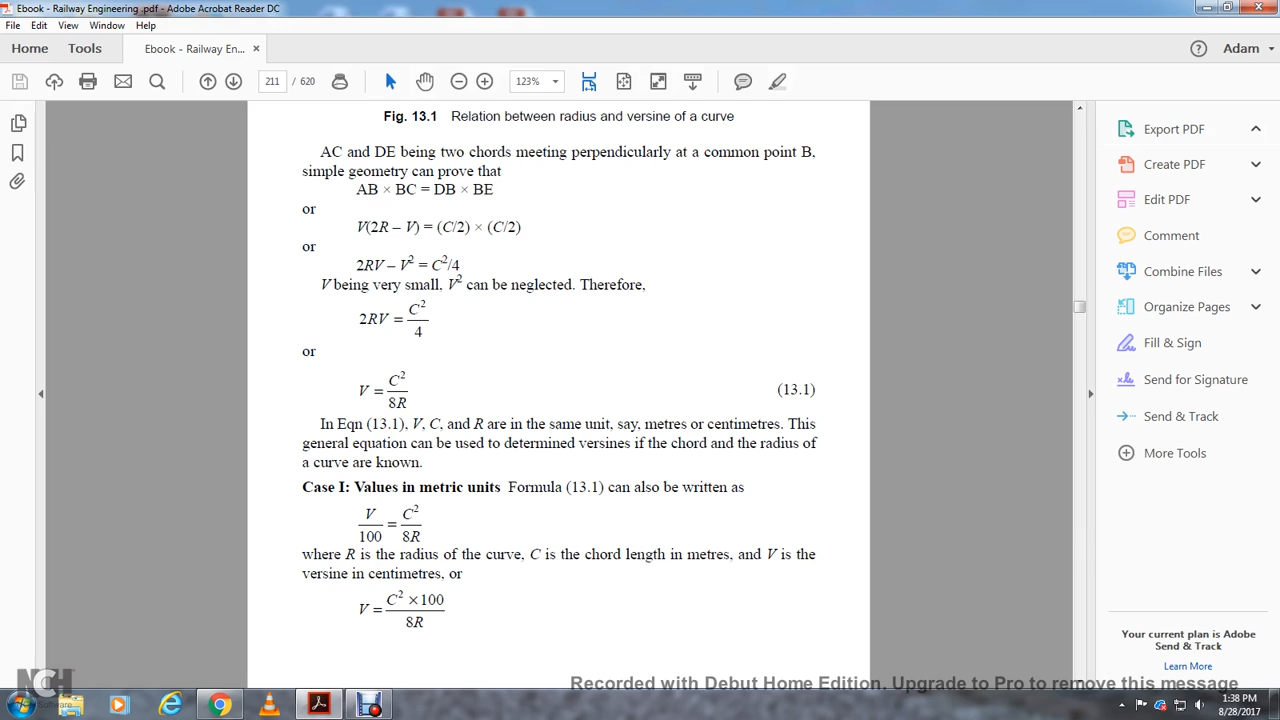 Ebook - Railway Engineering .pdf - Adobe Acrobat Reader DC
File Edit View Window Help
Home Tools Ebook - Railway En... × Adam
211 / 620 123%
Fig. 13.1 Relation between radius and versine of a curve
AC and DE being two chords meeting perpendicularly at a common point B,
simple geometry can prove that
AB × BC = DB × BE
or
V(2R – V) = (C/2) × (C/2)
or
2RV – V² = C²/4
V being very small, V² can be neglected. Therefore,
2RV = C²/4
or
V = C²/8R (13.1)
In Eqn (13.1), V, C, and R are in the same unit, say, metres or centimetres. This
general equation can be used to determined versines if the chord and the radius of
a curve are known.
Case I: Values in metric units Formula (13.1) can also be written as
V/100 = C²/8R
where R is the radius of the curve, C is the chord length in metres, and V is the
versine in centimetres, or
V = C² × 100/8R
Export PDF
Create PDF
Edit PDF
Comment
Combine Files
Organize Pages
Fill & Sign
Send for Signature
Send & Track
More Tools
Your current plan is Adobe
Send & Track
Learn More
NCH
Software
Recorded with Debut Home Edition. Upgrade to Pro to remove this message
1:38 PM
8/28/2017